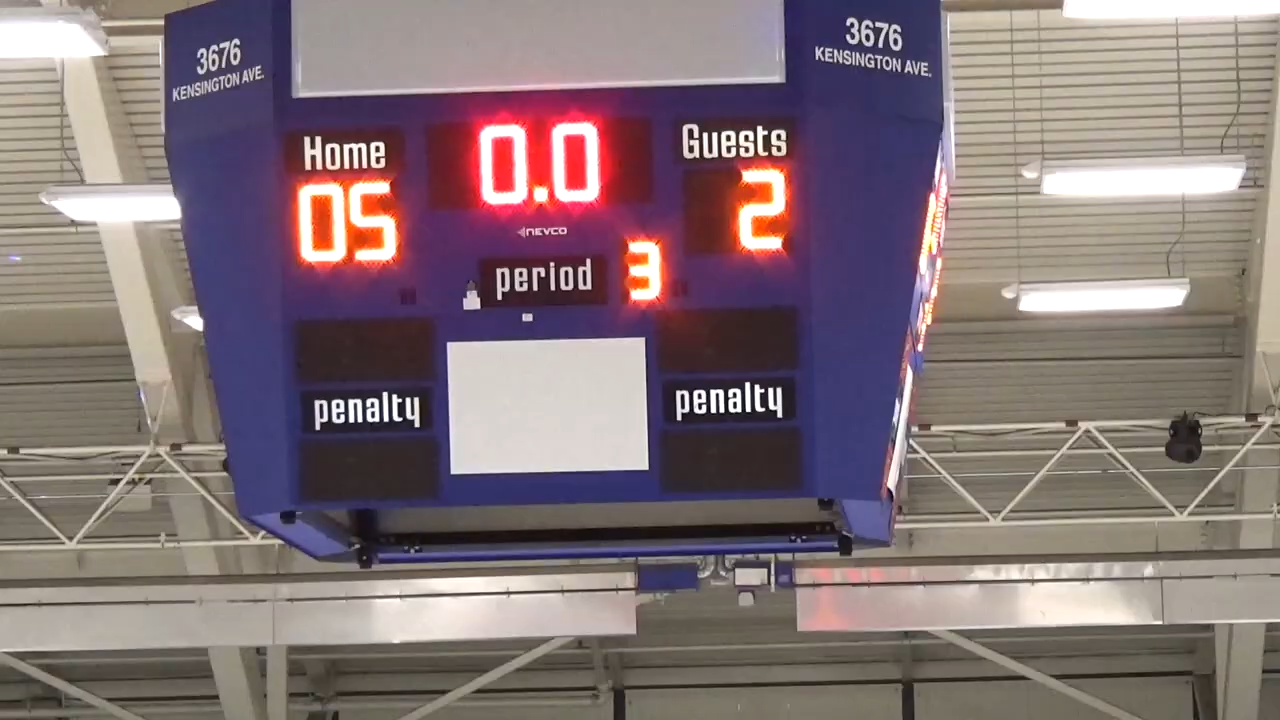 3676
KENSINGTON AVE.
3676
KENSINGTON AVE.
Home
0.0
Guests
05
2
NEVCO
period
3
penalty
penalty